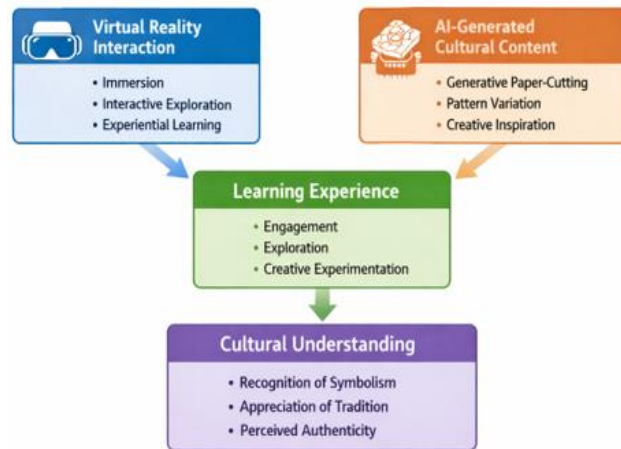 Virtual Reality
Interaction
• Immersion
• Interactive Exploration
• Experiential Learning
AI-Generated
Cultural Content
• Generative Paper-Cutting
• Pattern Variation
• Creative Inspiration
Learning Experience
• Engagement
• Exploration
• Creative Experimentation
Cultural Understanding
• Recognition of Symbolism
• Appreciation of Tradition
• Perceived Authenticity